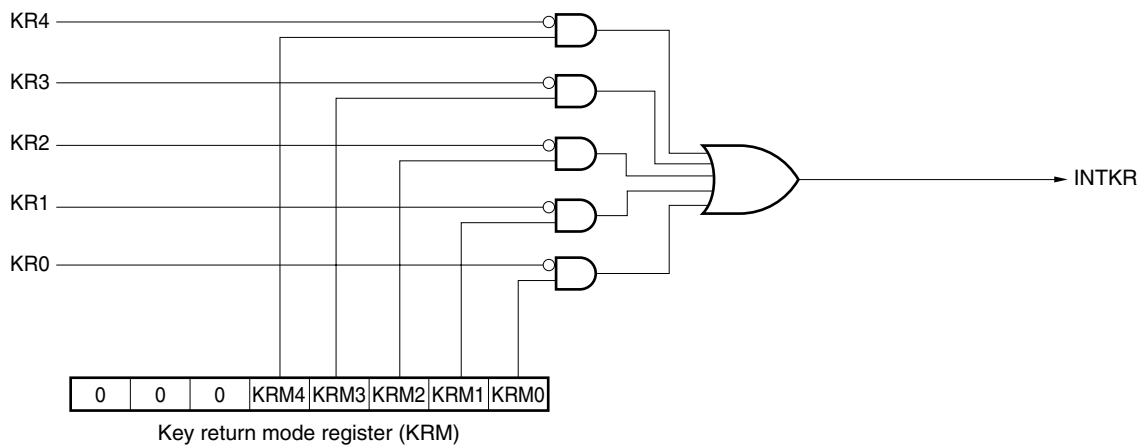 KR4
KR3
KR2
KR1
KR0
INTKR
0 0 0 KRM4 KRM3 KRM2 KRM1 KRM0
Key return mode register (KRM)